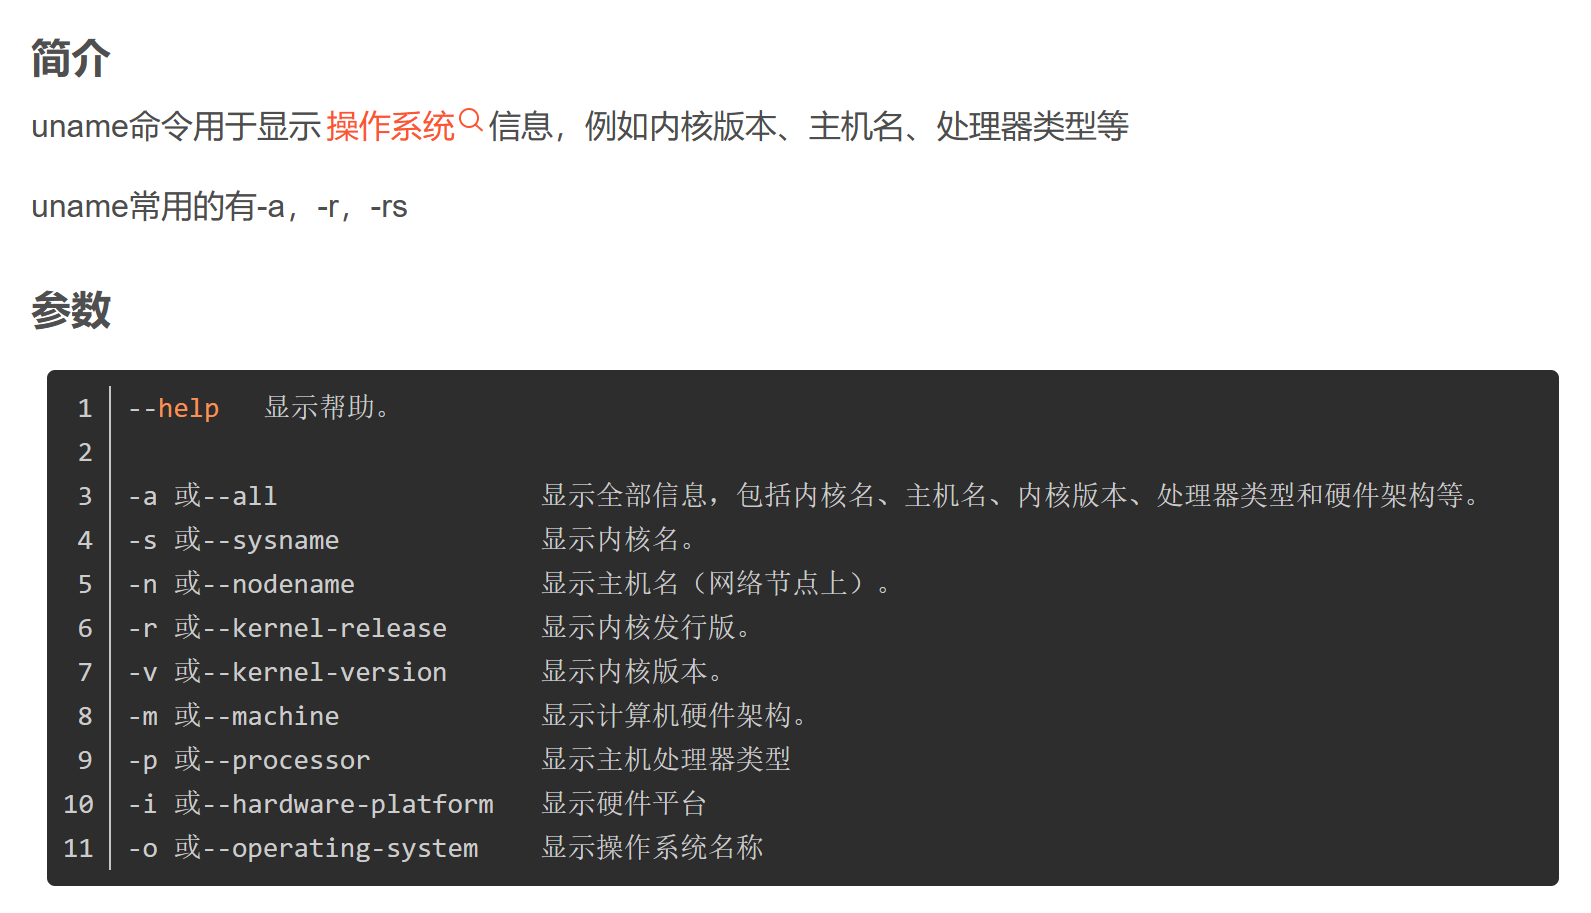 简介
uname命令用于显示操作系统信息，例如内核版本、主机名、处理器类型等
uname常用的有-a，-r，-rs
参数
1 --help   显示帮助。
2
3 -a 或--all                 显示全部信息，包括内核名、主机名、内核版本、处理器类型和硬件架构等。
4 -s 或--sysname             显示内核名。
5 -n 或--nodename            显示主机名（网络节点上）。
6 -r 或--kernel-release      显示内核发行版。
7 -v 或--kernel-version      显示内核版本。
8 -m 或--machine             显示计算机硬件架构。
9 -p 或--processor           显示主机处理器类型
10 -i 或--hardware-platform   显示硬件平台
11 -o 或--operating-system    显示操作系统名称